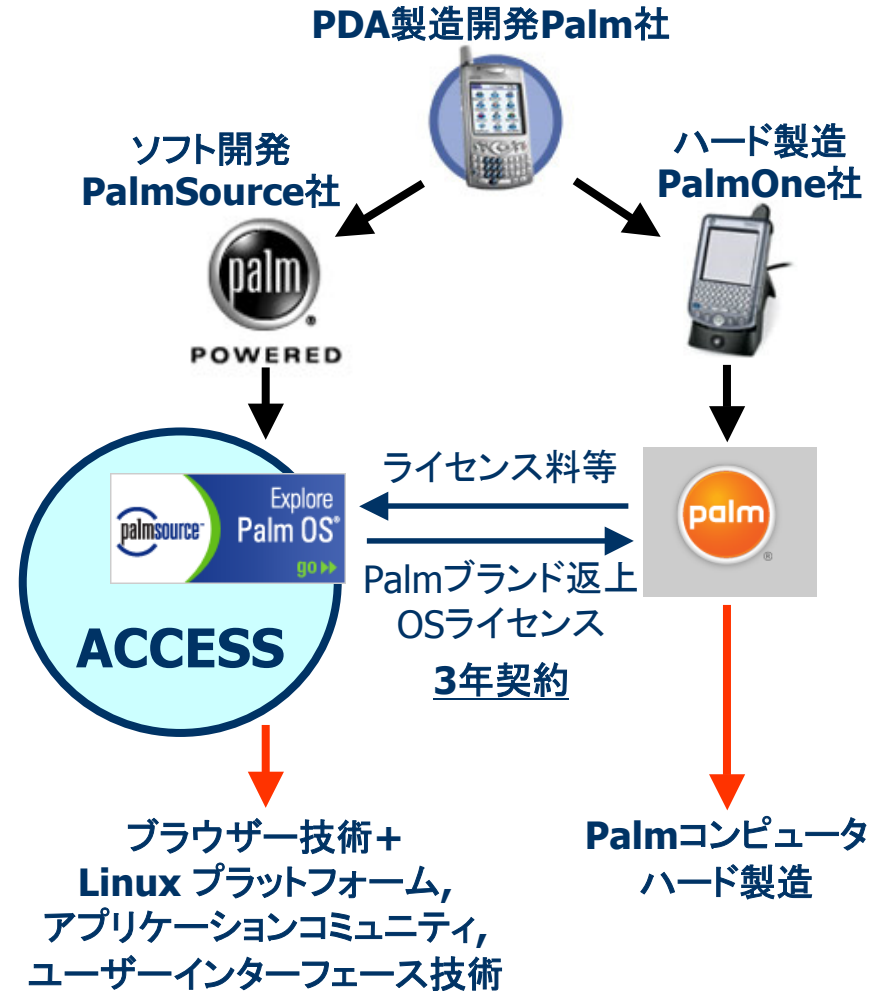 PDA製造開発Palm社
ソフト開発
PalmSource社
ハード製造
PalmOne社
palm
®
POWERED
ライセンス料等
palmsource™
Explore
Palm OS®
go
palm
®
Palmブランド返上
OSライセンス
ACCESS
3年契約
ブラウザー技術+
Linux プラットフォーム,
アプリケーションコミュニティ,
ユーザーインターフェース技術
Palmコンピュータ
ハード製造